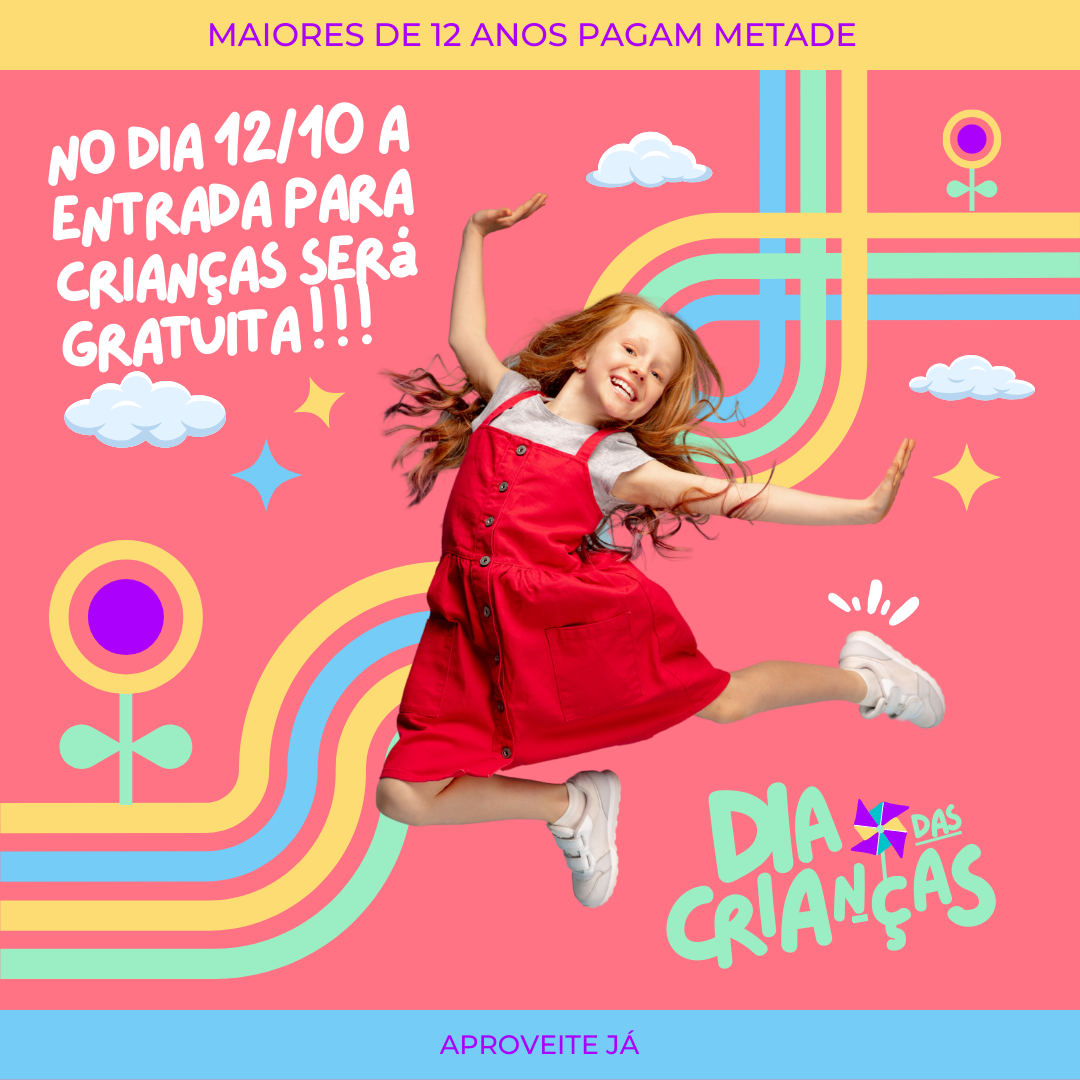 MAIORES DE 12 ANOS PAGAM METADE
NO DIA 12/10 A
ENTRADA PARA
CRIANÇAS SERá
GRATUITA!!!
DIA DAS
CRIANÇAS
APROVEITE JÁ